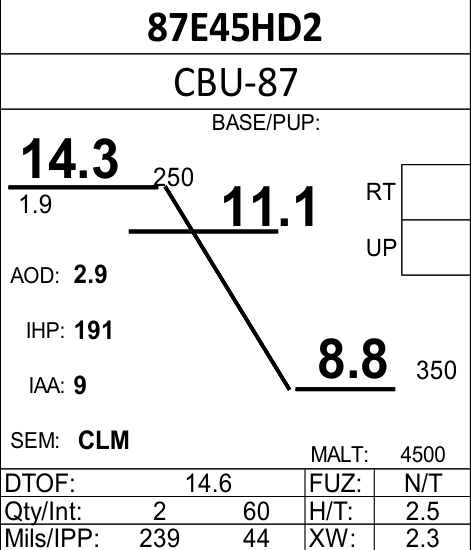 87E45HD2
CBU-87
BASE/PUP:
14.3 250
1.9 11.1 RT
UP
AOD: 2.9
IHP: 191
8.8 350
IAA: 9
SEM: CLM
MALT: 4500
DTOF: 14.6 FUZ: N/T
Qty/Int: 2 60 H/T: 2.5
Mils/IPP: 239 44 XW: 2.3